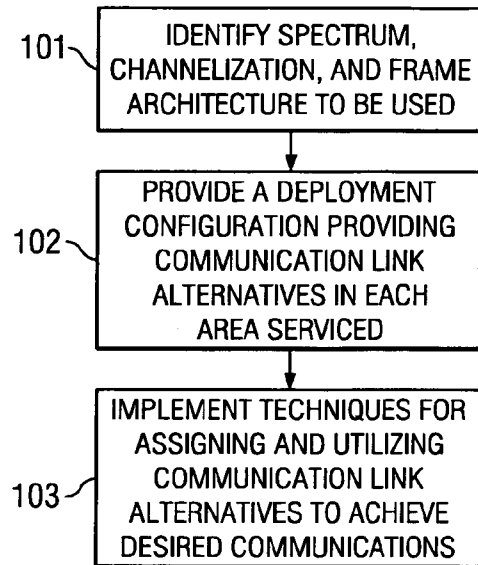 101
IDENTIFY SPECTRUM,
CHANNELIZATION, AND FRAME
ARCHITECTURE TO BE USED
102
PROVIDE A DEPLOYMENT
CONFIGURATION PROVIDING
COMMUNICATION LINK
ALTERNATIVES IN EACH
AREA SERVICED
103
IMPLEMENT TECHNIQUES FOR
ASSIGNING AND UTILIZING
COMMUNICATION LINK
ALTERNATIVES TO ACHIEVE
DESIRED COMMUNICATIONS